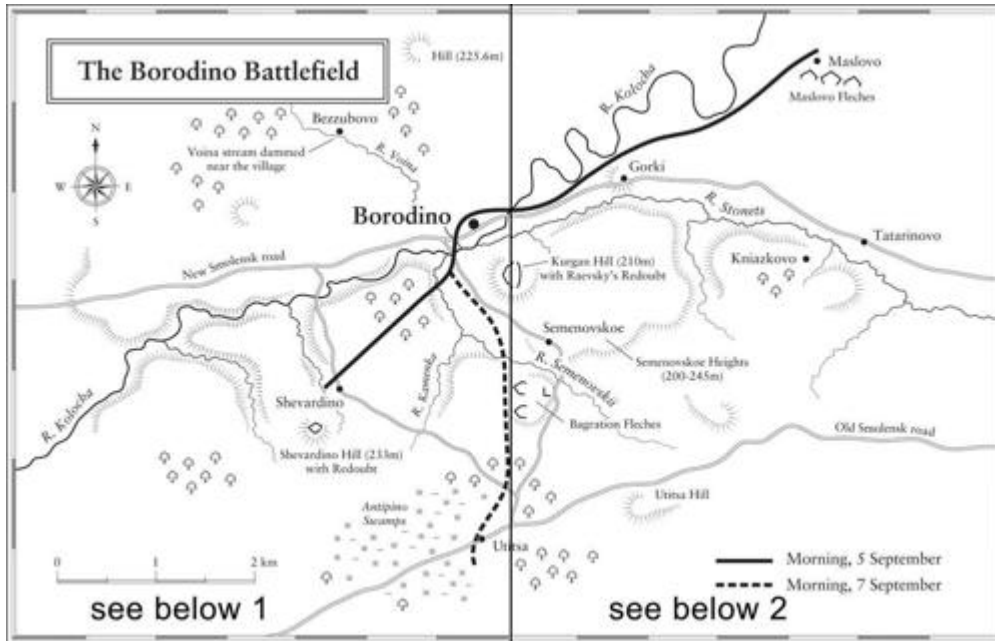 The Borodino Battlefield
Hill (225.6m)
Maslovo
Maslovo Fleches
R. Kolocha
Bezzubovo
Voina stream dammed
near the village
R. Voina
N
W
E
S
Gorki
R. Stonets
Borodino
Tatarinovo
New Smolensk road
Kurgan Hill (210m)
with Raevsky's Redoubt
Kniazkovo
Semenovskoe
Semenovskoe Heights
(200-245m)
R. Semenovskii
R. Kamenka
R. Kolocha
Shevardino
Bagration Fleches
Old Smolensk road
Shevardino Hill (233m)
with Redoubt
Utitsa Hill
Antipino
Swamps
Utitsa
0
1
2 km
Morning, 5 September
Morning, 7 September
see below 1
see below 2